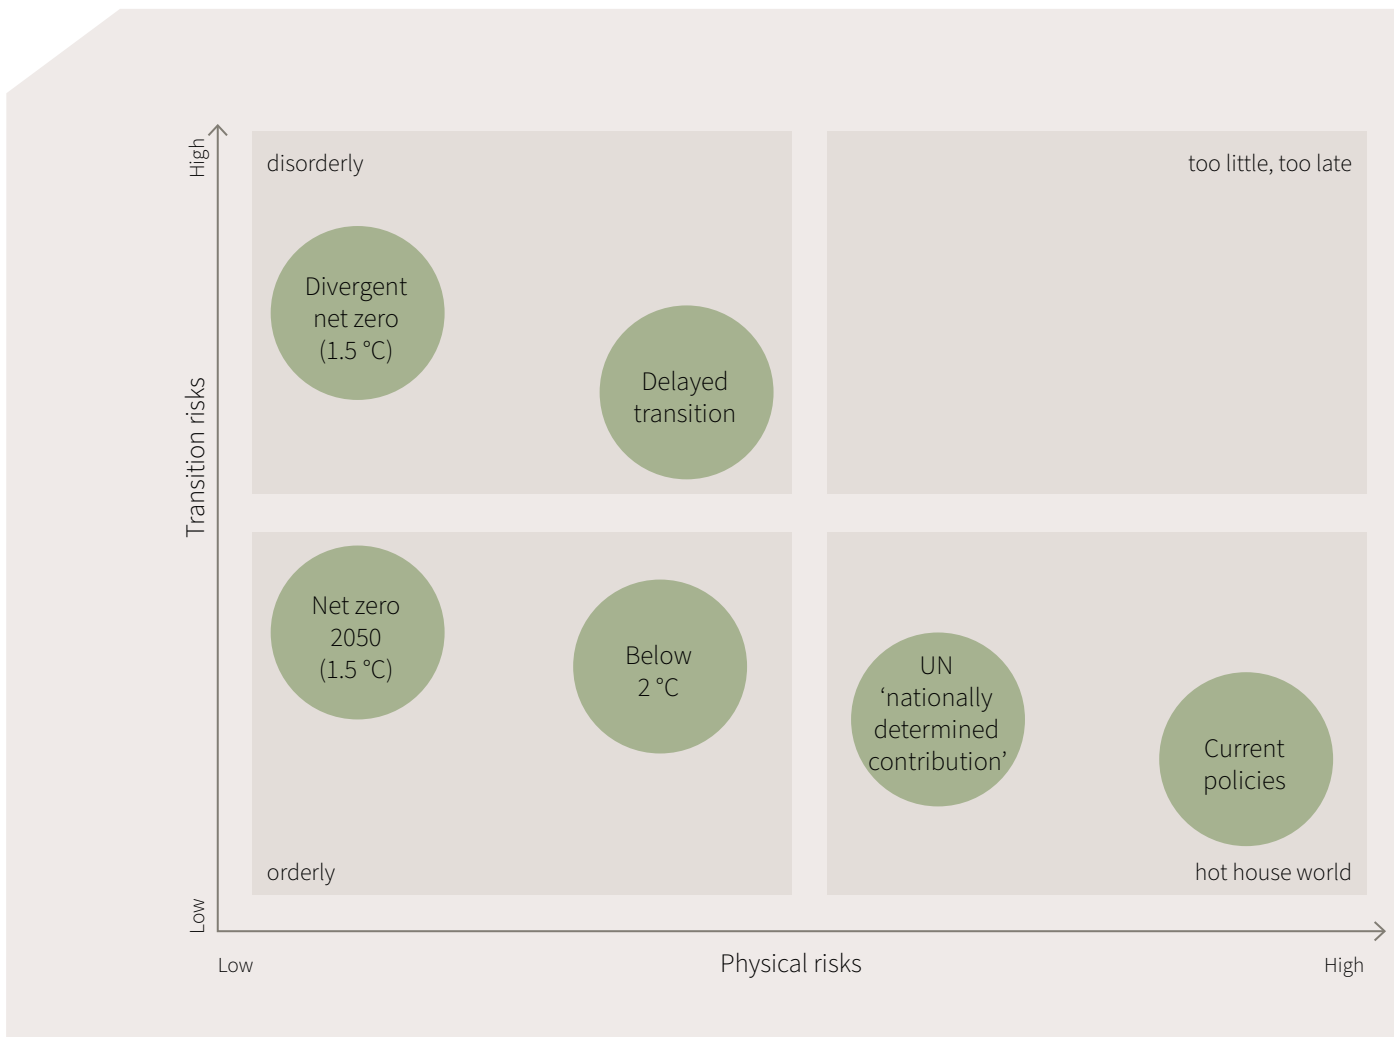 High
disorderly
too little, too late
Divergent
net zero
(1.5 °C)
Delayed
transition
Transition risks
Net zero
2050
(1.5 °C)
Below
2 °C
UN
‘nationally
determined
contribution’
Current
policies
orderly
hot house world
Low
Low
Physical risks
High